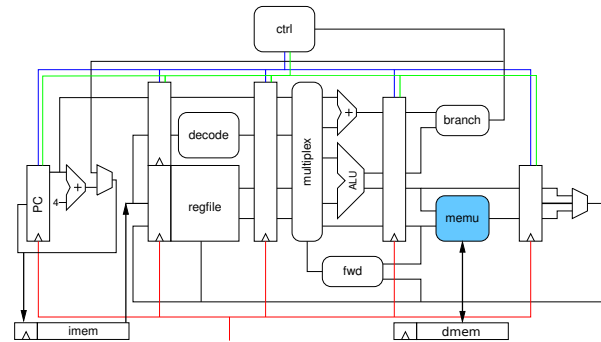 ctrl
decode
multiplex
+
branch
ALU
PC
4
+
regfile
memu
fwd
imem
dmem